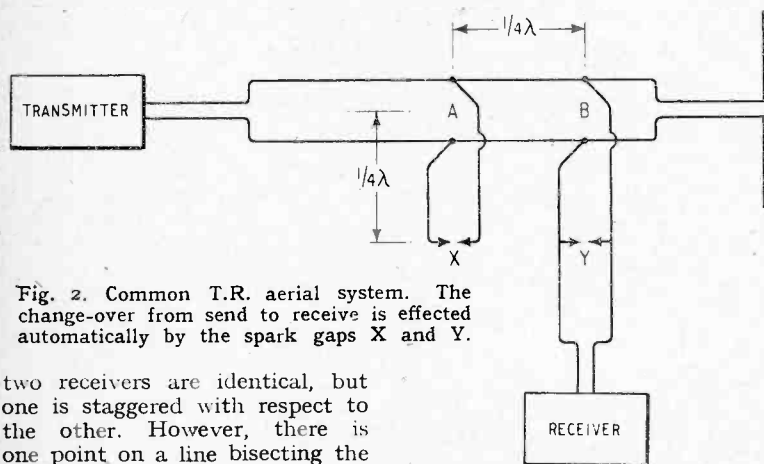 1/4λ
TRANSMITTER
A
B
1/4λ
X
Y
Fig. 2. Common T.R. aerial system. The
change-over from send to receive is effected
automatically by the spark gaps X and Y.
two receivers are identical, but
one is staggered with respect to
the other. However, there is
one point on a line bisecting the
RECEIVER